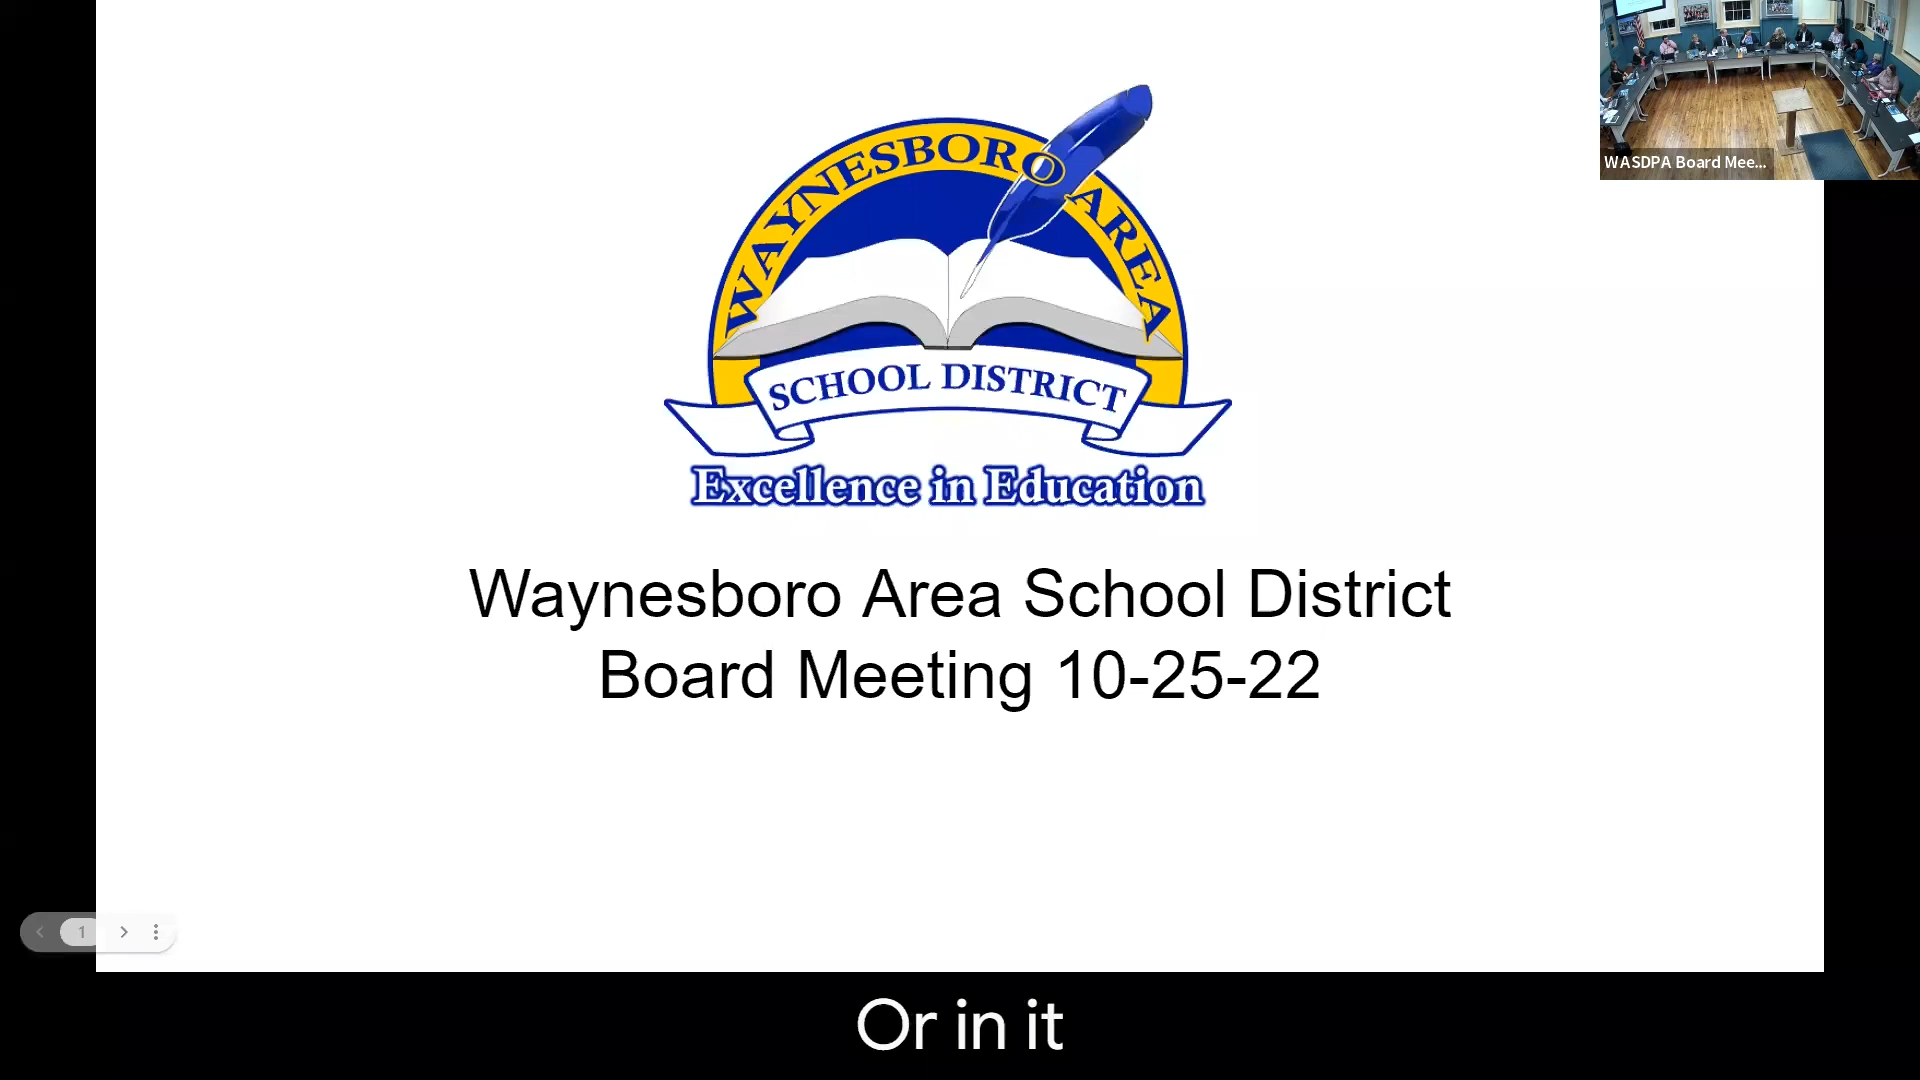 WAYNESBORO AREA
SCHOOL DISTRICT
Excellence in Education
Waynesboro Area School District
Board Meeting 10-25-22
WASDPA Board Mee...
1
Or in it